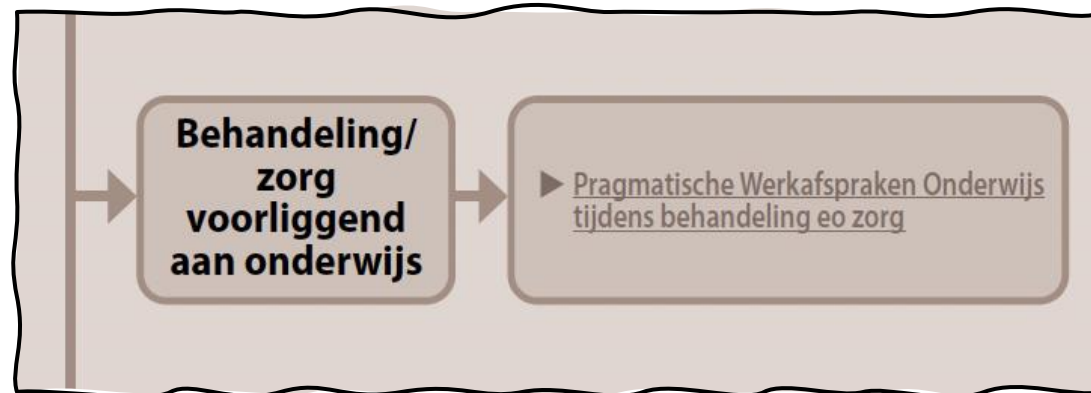 Behandeling/
zorg
voorliggend
aan onderwijs
Pragmatische Werkafspraken Onderwijs
tijdens behandeling eo zorg